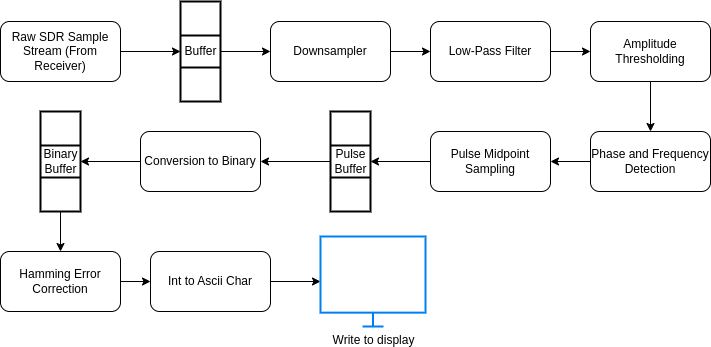 Raw SDR Sample
Stream (From
Receiver)
Buffer
Downsampler
Low-Pass Filter
Amplitude
Thresholding
Phase and Frequency
Detection
Pulse Midpoint
Sampling
Pulse
Buffer
Conversion to Binary
Binary
Buffer
Hamming Error
Correction
Int to Ascii Char
Write to display